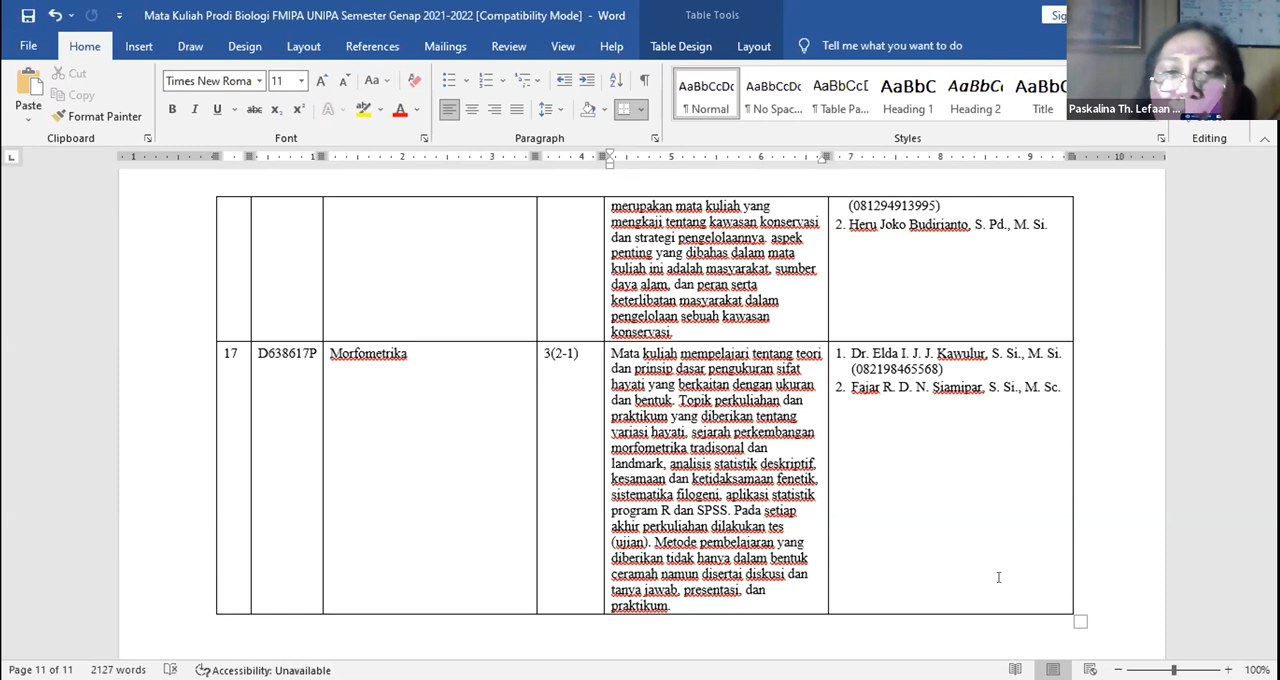 Mata Kuliah Prodi Biologi FMIPA UNIPA Semester Genap 2021-2022 [Compatibility Mode] - Word
Table Tools
File Home Insert Draw Design Layout References Mailings Review View Help Table Design Layout Tell me what you want to do
Paste
Cut
Copy
Format Painter
Clipboard
Times New Roma 11
Font
Paragraph
AaBbCcDc AaBbCcDc AaBbCcD AaBbC AaBbCc
¶ Normal ¶ No Spac... ¶ Table Pa... Heading 1 Heading 2 Title
Styles
Editing
Paskalina Th. Lefaan ...
merupakan mata kuliah yang
mengkaji tentang kawasan konservasi
dan strategi pengelolaannya. aspek
penting yang dibahas dalam mata
kuliah ini adalah masyarakat, sumber
daya alam, dan peran serta
keterlibatan masyarakat dalam
pengelolaan sebuah kawasan
konservasi.
(081294913995)
2. Heru Joko Budirianto, S. Pd., M. Si.
17 D638617P Morfometrika 3(2-1)
Mata kuliah mempelajari tentang teori
dan prinsip dasar pengukuran sifat
hayati yang berkaitan dengan ukuran
dan bentuk. Topik perkuliahan dan
praktikum yang diberikan tentang
variasi hayati, sejarah perkembangan
morfometrika tradisonal dan
landmark, analisis statistik deskriptif,
kesamaan dan ketidaksamaan fenetik,
sistematika filogeni, aplikasi statistik
program R dan SPSS. Pada setiap
akhir perkuliahan dilakukan tes
(ujian). Metode pembelajaran yang
diberikan tidak hanya dalam bentuk
ceramah namun disertai diskusi dan
tanya jawab, presentasi, dan
praktikum.
1. Dr. Elda I. J. J. Kawulur, S. Si., M. Si.
(082198465568)
2. Fajar R. D. N. Siamipar, S. Si., M. Sc.
Page 11 of 11 2127 words Accessibility: Unavailable 100%